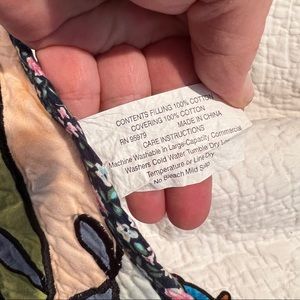 CONTENTS FILLING 100% COTTON
COVERING 100% COTTON
RN 95979 MADE IN CHINA
CARE INSTRUCTIONS
Machine Washable in Large-Capacity Commercial
Washers Cold Water Tumble Dry Low
Temperature or Line Dry
No Bleach Mild Soap